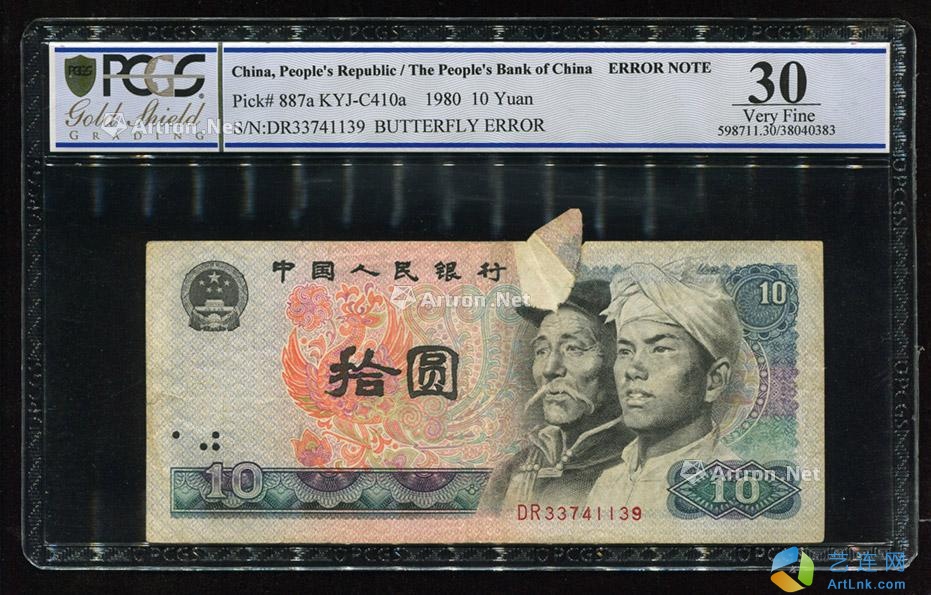 PCGS
Gold Shield
GRADING
China, People's Republic / The People's Bank of China ERROR NOTE
Pick# 887a KYJ-C410a 1980 10 Yuan
S/N:DR33741139 BUTTERFLY ERROR
30
Very Fine
598711.30/38040383
Artron.Net
中国人民银行
Artron.Net
10
拾圆
10
Artron.Net
10
DR33741139
艺连网
ArtLnk.com